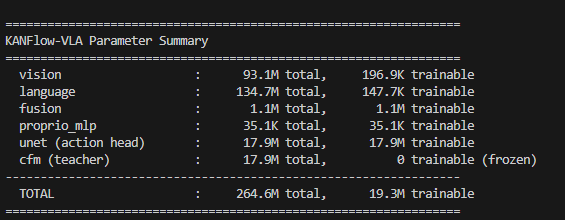 =================================================================
KANFlow-VLA Parameter Summary
=================================================================
  vision                   :      93.1M total,     196.9K trainable
  language                 :     134.7M total,     147.7K trainable
  fusion                   :       1.1M total,       1.1M trainable
  proprio_mlp              :      35.1K total,      35.1K trainable
  unet (action head)       :      17.9M total,      17.9M trainable
  cfm (teacher)            :      17.9M total,          0 trainable (frozen)
-----------------------------------------------------------------
  TOTAL                    :     264.6M total,      19.3M trainable
=================================================================